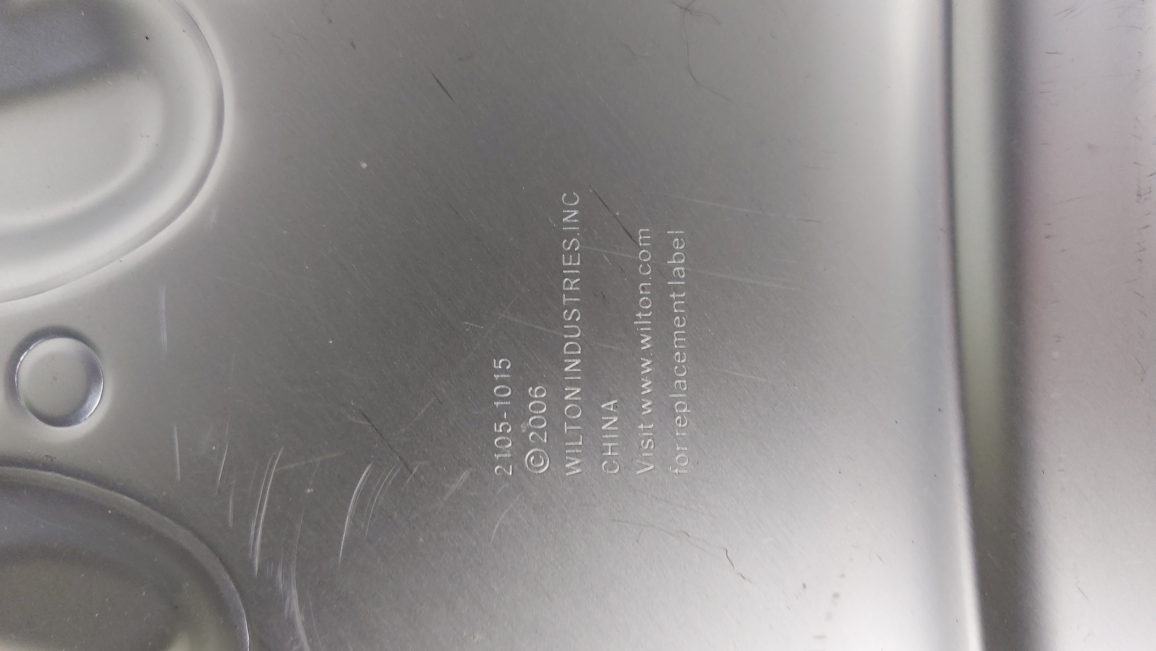 2105-1015
©2006
WILTON INDUSTRIES.INC
CHINA
Visit www.wilton.com
for replacement label